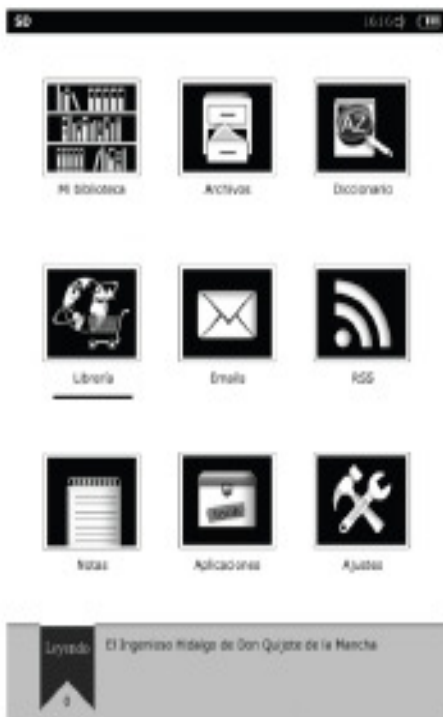 SD
Mi biblioteca
Archivos
Diccionario
Librería
Emails
RSS
Notas
Aplicaciones
Ajustes
Leyendo
El Ingenioso Hidalgo de Don Quijote de la Mancha
0